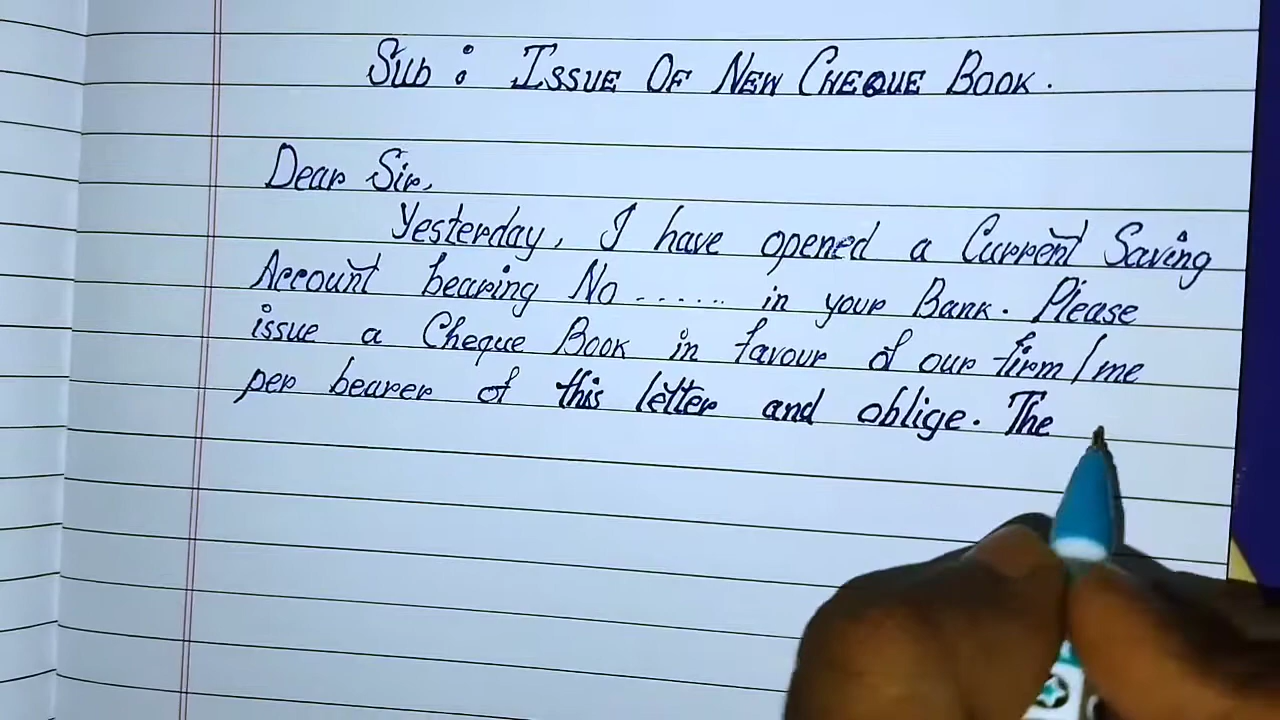 Sub : ISSUE OF NEW CHEQUE BOOK.
Dear Sir,
Yesterday, I have opened a Current Saving
Account bearing No ...... in your Bank. Please
issue a Cheque Book in favour of our firm/me
per bearer of this letter and oblige. The